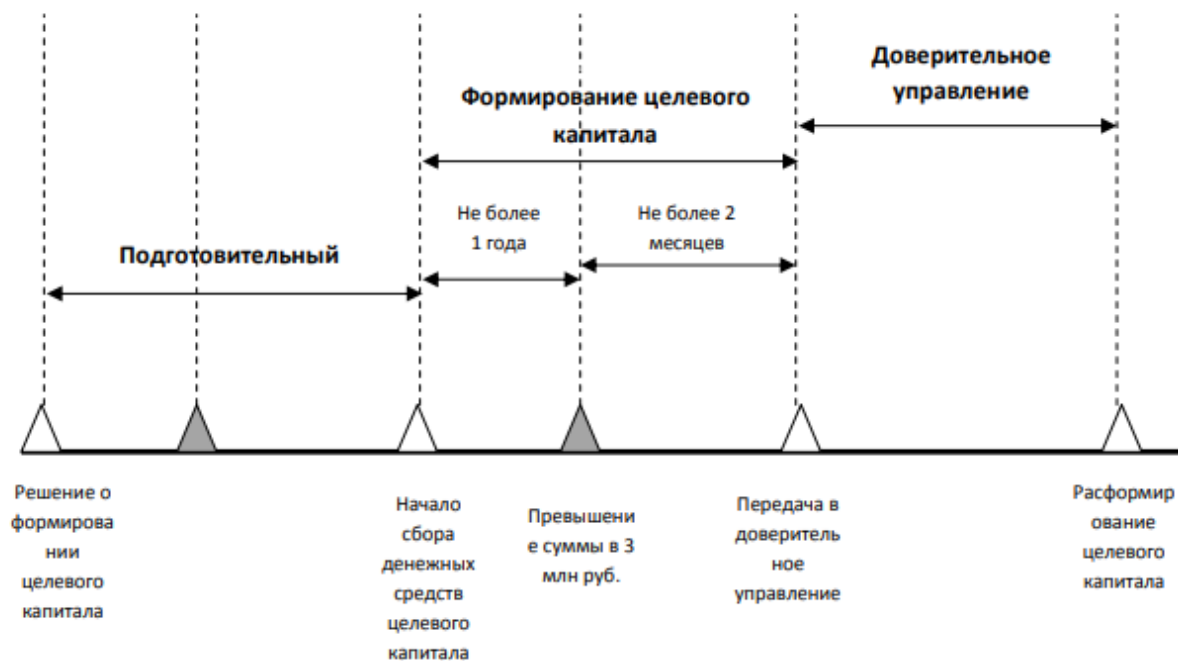 Доверительное
управление
Формирование целевого
капитала
Не более
1 года
Не более 2
месяцев
Подготовительный
Решение о
формирова
нии
целевого
капитала
Начало
сбора
денежных
средств
целевого
капитала
Превышени
е суммы в 3
млн руб.
Передача в
доверитель
ное
управление
Расформир
ование
целевого
капитала